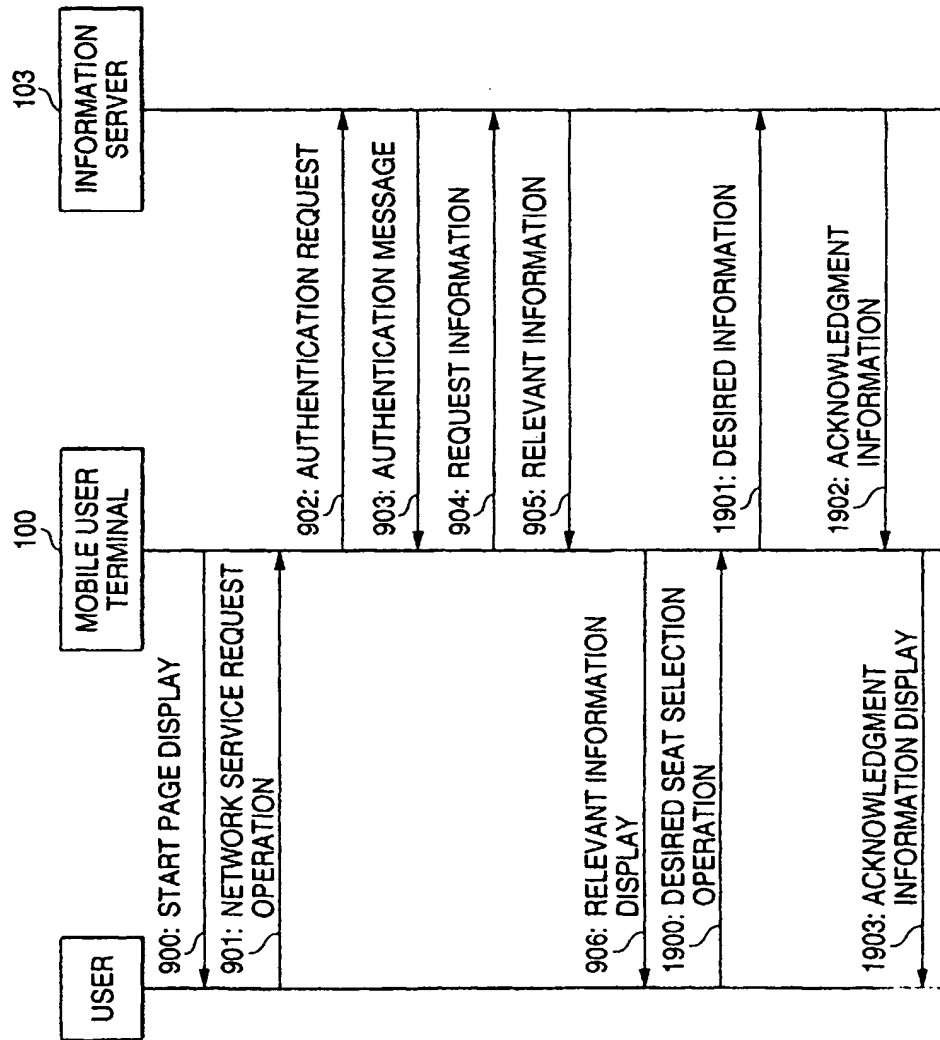 USER
100
MOBILE USER
TERMINAL
103
INFORMATION
SERVER
900: START PAGE DISPLAY
901: NETWORK SERVICE REQUEST
OPERATION
902: AUTHENTICATION REQUEST
903: AUTHENTICATION MESSAGE
904: REQUEST INFORMATION
905: RELEVANT INFORMATION
906: RELEVANT INFORMATION
DISPLAY
1900: DESIRED SEAT SELECTION
OPERATION
1901: DESIRED INFORMATION
1902: ACKNOWLEDGMENT
INFORMATION
1903: ACKNOWLEDGMENT
INFORMATION DISPLAY